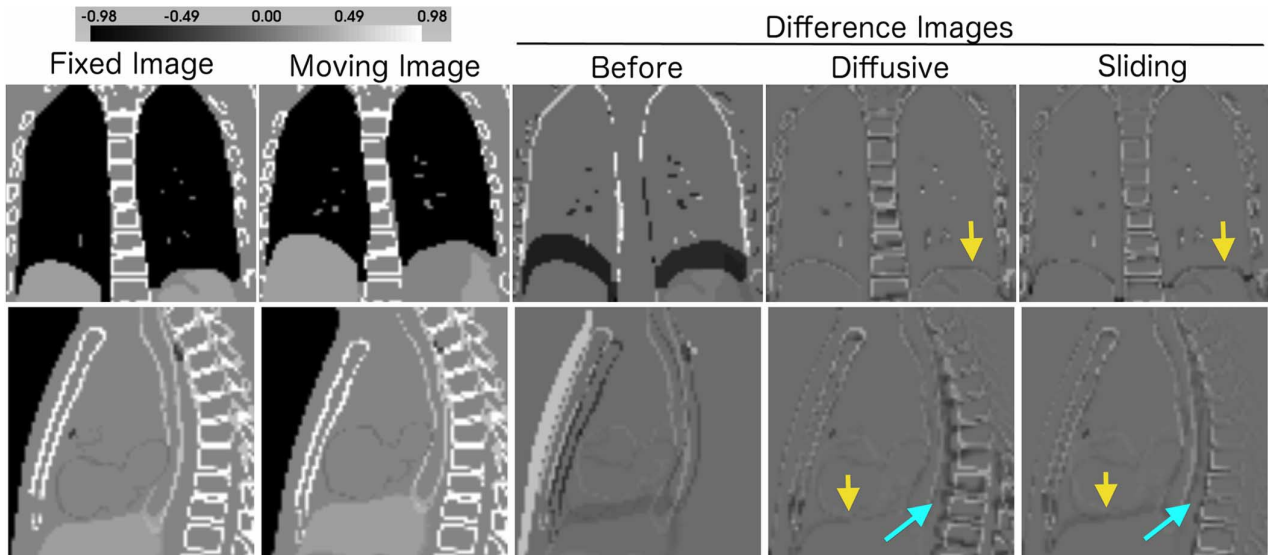 -0.98 -0.49 0.00 0.49 0.98
Difference Images
Fixed Image Moving Image Before Diffusive Sliding